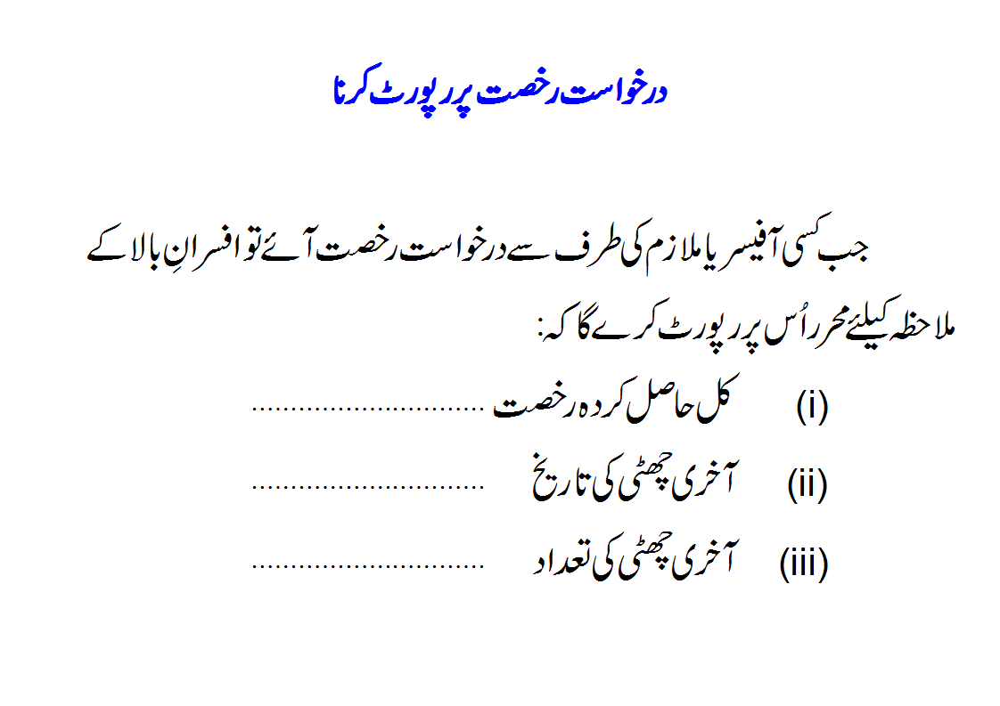 درخواست رخصت پر رپورٹ کرنا
جب کسی آفیسر یا ملازم کی طرف سے درخواست رخصت آئے تو افسرانِ بالا کے
ملاحظہ کیلئے محرر اُس پر رپورٹ کرے گا کہ:
(i) کل حاصل کردہ رخصت ..............................
(ii) آخری چھٹی کی تاریخ ..............................
(iii) آخری چھٹی کی تعداد ..............................